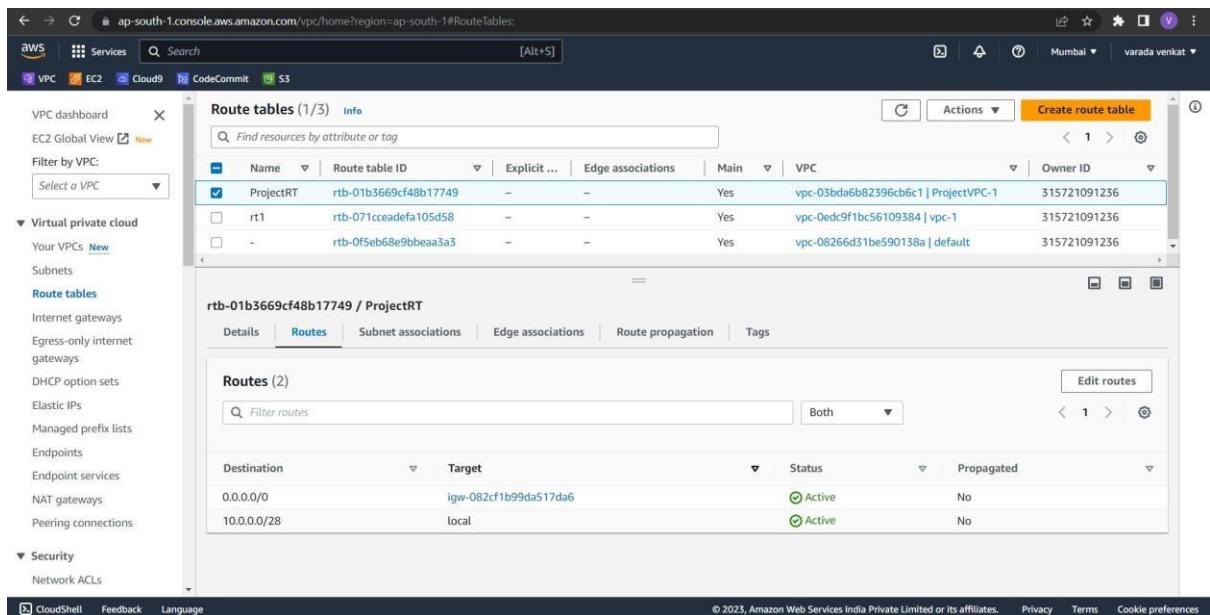 ap-south-1.console.aws.amazon.com/vpc/home?region=ap-south-1#RouteTables:
V
aws Services Search [Alt+S] Mumbai varada venkat
VPC EC2 Cloud9 CodeCommit S3
VPC dashboard
EC2 Global View New
Filter by VPC:
Select a VPC
Virtual private cloud
Your VPCs New
Subnets
Route tables
Internet gateways
Egress-only internet
gateways
DHCP option sets
Elastic IPs
Managed prefix lists
Endpoints
Endpoint services
NAT gateways
Peering connections
Security
Network ACLs
Route tables (1/3) Info Actions Create route table
Find resources by attribute or tag 1
Name Route table ID Explicit ... Edge associations Main VPC Owner ID
ProjectRT rtb-01b3669cf48b17749 – – Yes vpc-03bda6b82396cb6c1 | ProjectVPC-1 315721091236
rt1 rtb-071cceadefa105d58 – – Yes vpc-0edc9f1bc56109384 | vpc-1 315721091236
- rtb-0f5eb68e9bbeaa3a3 – – Yes vpc-08266d31be590138a | default 315721091236
rtb-01b3669cf48b17749 / ProjectRT
Details Routes Subnet associations Edge associations Route propagation Tags
Routes (2) Edit routes
Filter routes Both 1
Destination Target Status Propagated
0.0.0.0/0 igw-082cf1b99da517da6 Active No
10.0.0.0/28 local Active No
CloudShell Feedback Language © 2023, Amazon Web Services India Private Limited or its affiliates. Privacy Terms Cookie preferences